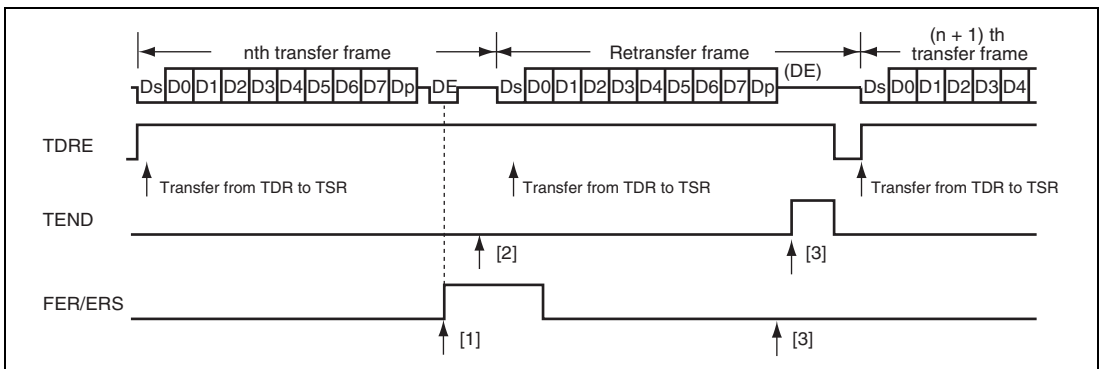 nth transfer frame
Retransfer frame
(n + 1) th
transfer frame
Ds D0 D1 D2 D3 D4 D5 D6 D7 Dp DE Ds D0 D1 D2 D3 D4 D5 D6 D7 Dp (DE) Ds D0 D1 D2 D3 D4
TDRE
Transfer from TDR to TSR Transfer from TDR to TSR Transfer from TDR to TSR
TEND
[2] [3]
FER/ERS
[1] [3]